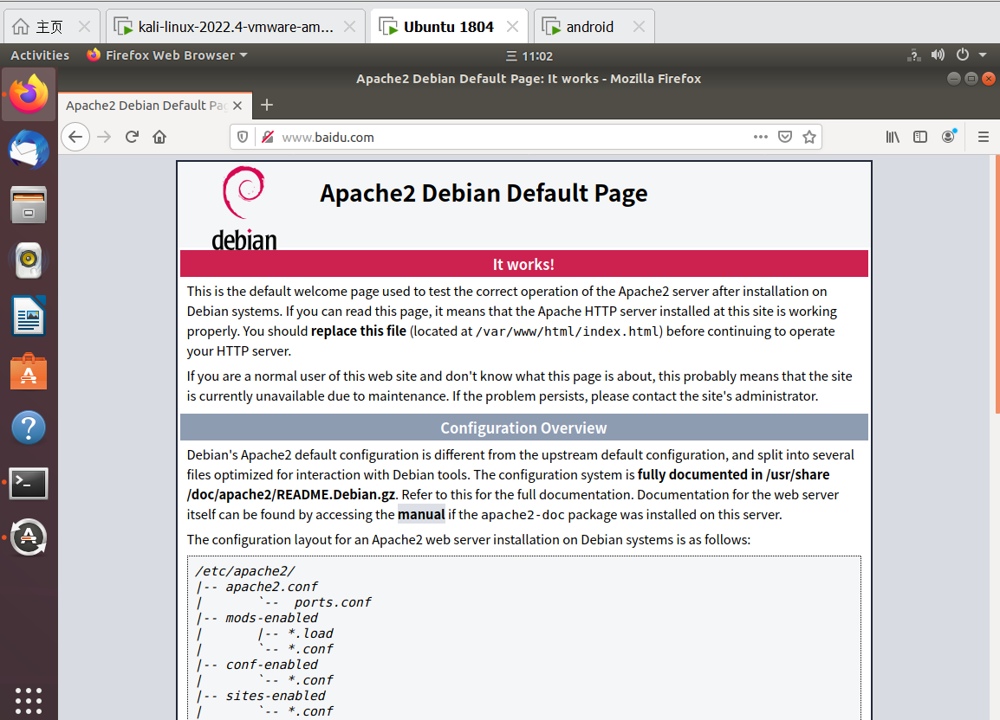 主页
kali-linux-2022.4-vmware-am...
Ubuntu 1804
android
Activities
Firefox Web Browser
11:02
Apache2 Debian Default Page: It works - Mozilla Firefox
Apache2 Debian Default Pag
www.baidu.com
debian
Apache2 Debian Default Page
It works!
This is the default welcome page used to test the correct operation of the Apache2 server after installation on
Debian systems. If you can read this page, it means that the Apache HTTP server installed at this site is working
properly. You should replace this file (located at /var/www/html/index.html) before continuing to operate
your HTTP server.
If you are a normal user of this web site and don't know what this page is about, this probably means that the site
is currently unavailable due to maintenance. If the problem persists, please contact the site's administrator.
Configuration Overview
Debian's Apache2 default configuration is different from the upstream default configuration, and split into several
files optimized for interaction with Debian tools. The configuration system is fully documented in /usr/share
/doc/apache2/README.Debian.gz. Refer to this for the full documentation. Documentation for the web server
itself can be found by accessing the manual if the apache2-doc package was installed on this server.
The configuration layout for an Apache2 web server installation on Debian systems is as follows:
/etc/apache2/
|-- apache2.conf
|       `--  ports.conf
|-- mods-enabled
|       |-- *.load
|       `-- *.conf
|-- conf-enabled
|       `-- *.conf
|-- sites-enabled
|       `-- *.conf